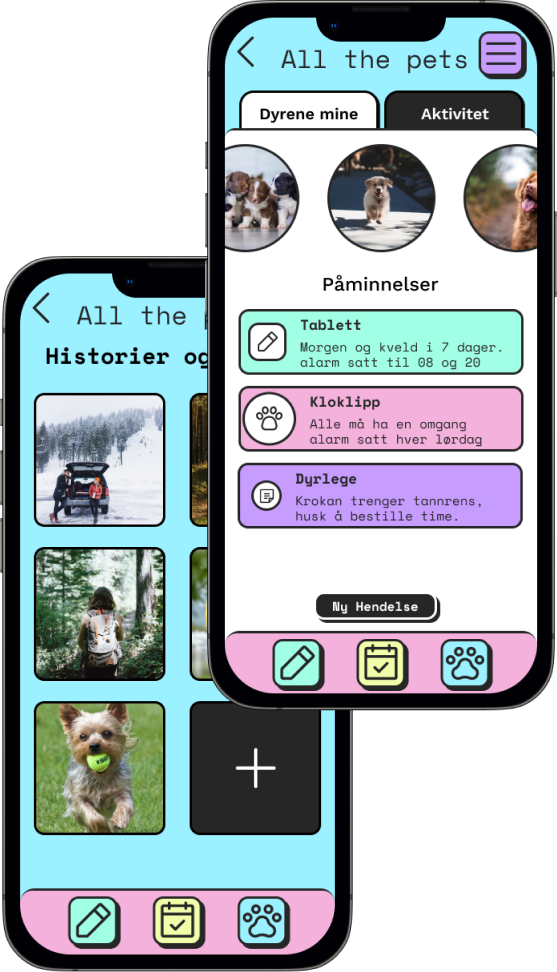 All the pets
Dyrene mine
Aktivitet
Påminnelser
Tablett
Morgen og kveld i 7 dager.
alarm satt til 08 og 20
Kloklipp
Alle må ha en omgang
alarm satt hver lørdag
Dyrlege
Krokan trenger tannrens,
husk å bestille time.
Ny Hendelse
All the
Historier